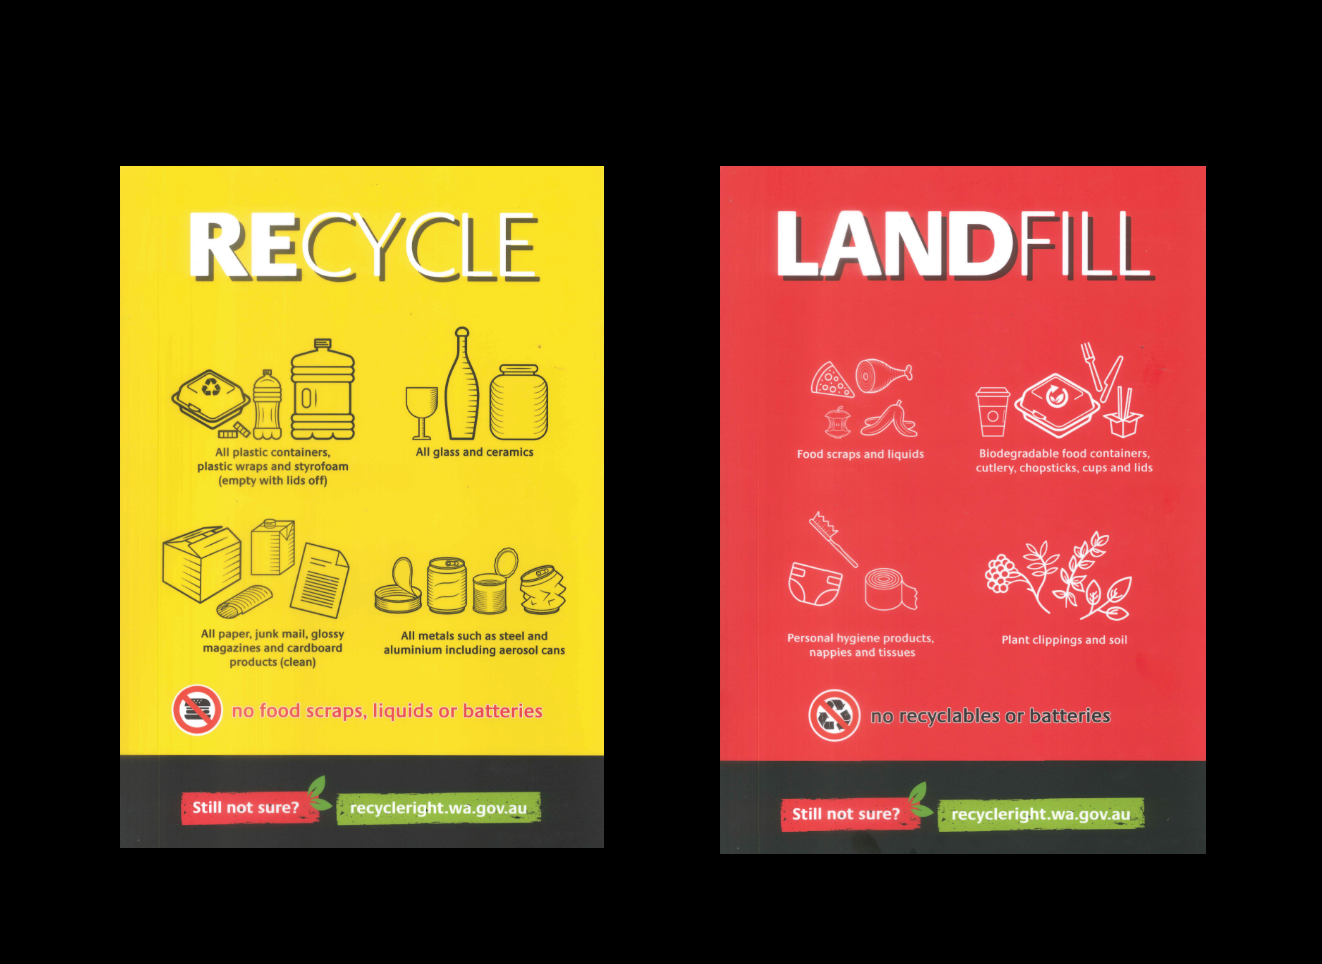 RECYCLE
All plastic containers,
plastic wraps and styrofoam
(empty with lids off)
All glass and ceramics
All paper, junk mail, glossy
magazines and cardboard
products (clean)
All metals such as steel and
aluminium including aerosol cans
no food scraps, liquids or batteries
Still not sure?
recycleright.wa.gov.au
LANDFILL
Food scraps and liquids
Biodegradable food containers,
cutlery, chopsticks, cups and lids
Personal hygiene products,
nappies and tissues
Plant clippings and soil
no recyclables or batteries
Still not sure?
recycleright.wa.gov.au